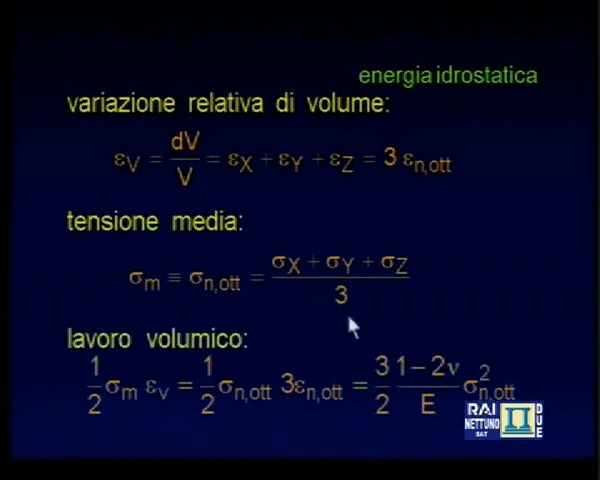 energia idrostatica
variazione relativa di volume:
εV = dV/V = εX + εY + εZ = 3 εn,ott
tensione media:
σm ≡ σn,ott = (σX + σY + σZ)/3
lavoro volumico:
1/2 σm εv = 1/2 σn,ott 3εn,ott = 3/2 (1 − 2ν)/E σ²n,ott
RAI
NETTUNO
SAT
DUE